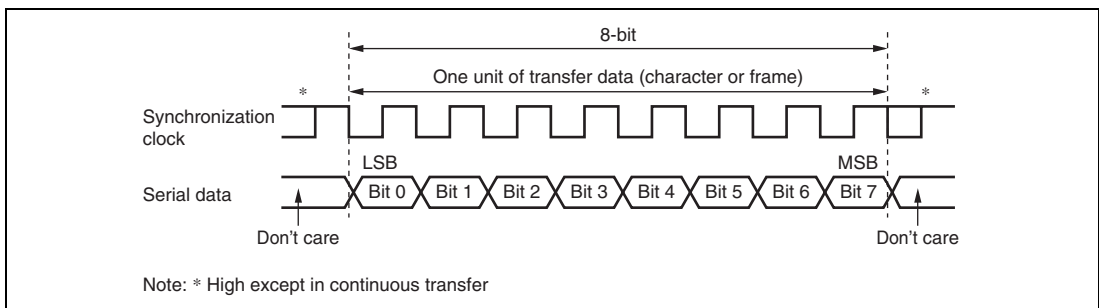 8-bit
One unit of transfer data (character or frame)
*
*
Synchronization
clock
LSB
MSB
Serial data
Bit 0 Bit 1 Bit 2 Bit 3 Bit 4 Bit 5 Bit 6 Bit 7
Don't care
Don't care
Note: * High except in continuous transfer